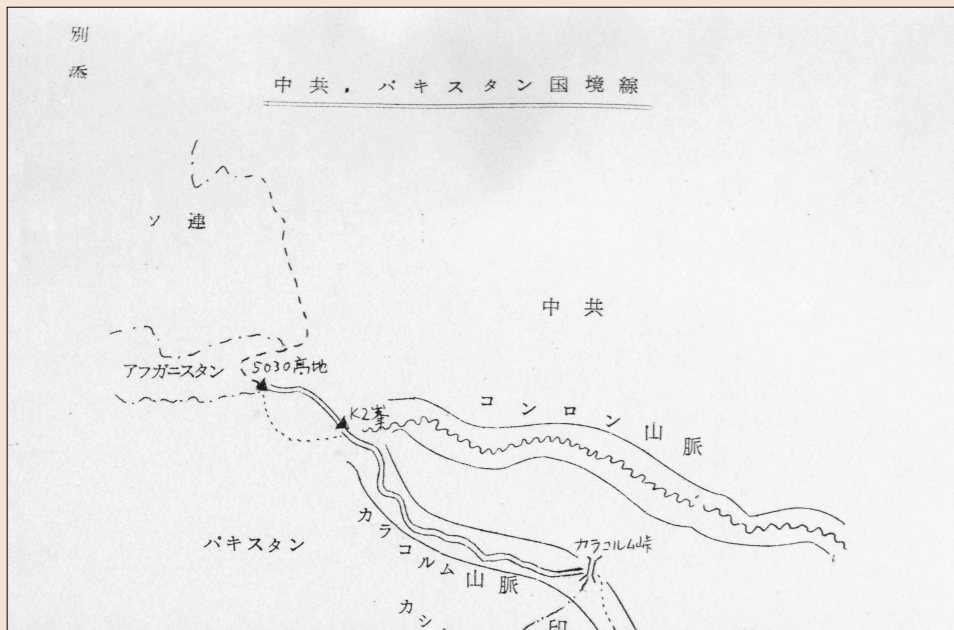 別添
中共．パキスタン国境線
ソ連
中共
アフガニスタン
5030高地
K2峯
コンロン山脈
パキスタン
カラコルム山脈
カラコルム峠
カシ
印